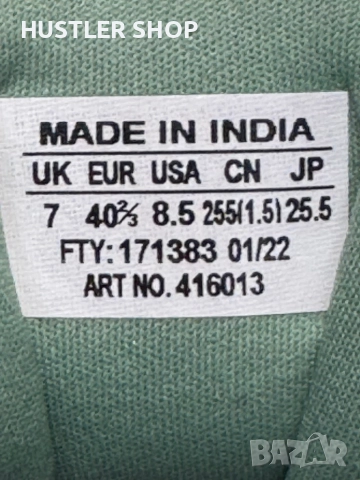 HUSTLER SHOP
MADE IN INDIA
UK EUR USA CN JP
7 40⅔ 8.5 255(1.5) 25.5
FTY: 171383 01/22
ART NO. 416013
BAZAR